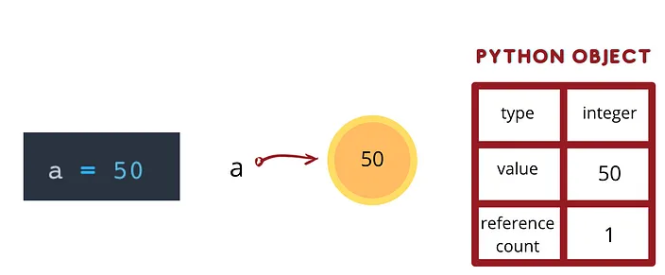 PYTHON OBJECT
a = 50
a
50
type
integer
value
50
reference
count
1